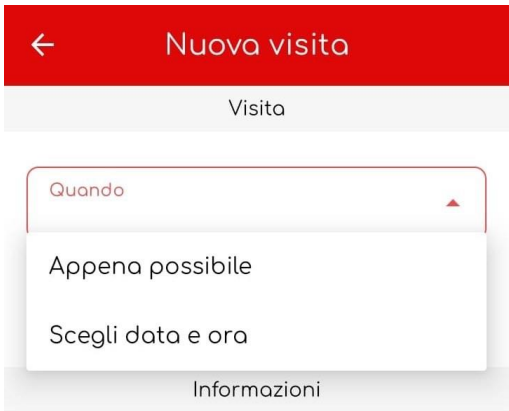 Nuova visita
Visita
Quando
Appena possibile
Scegli data e ora
Informazioni